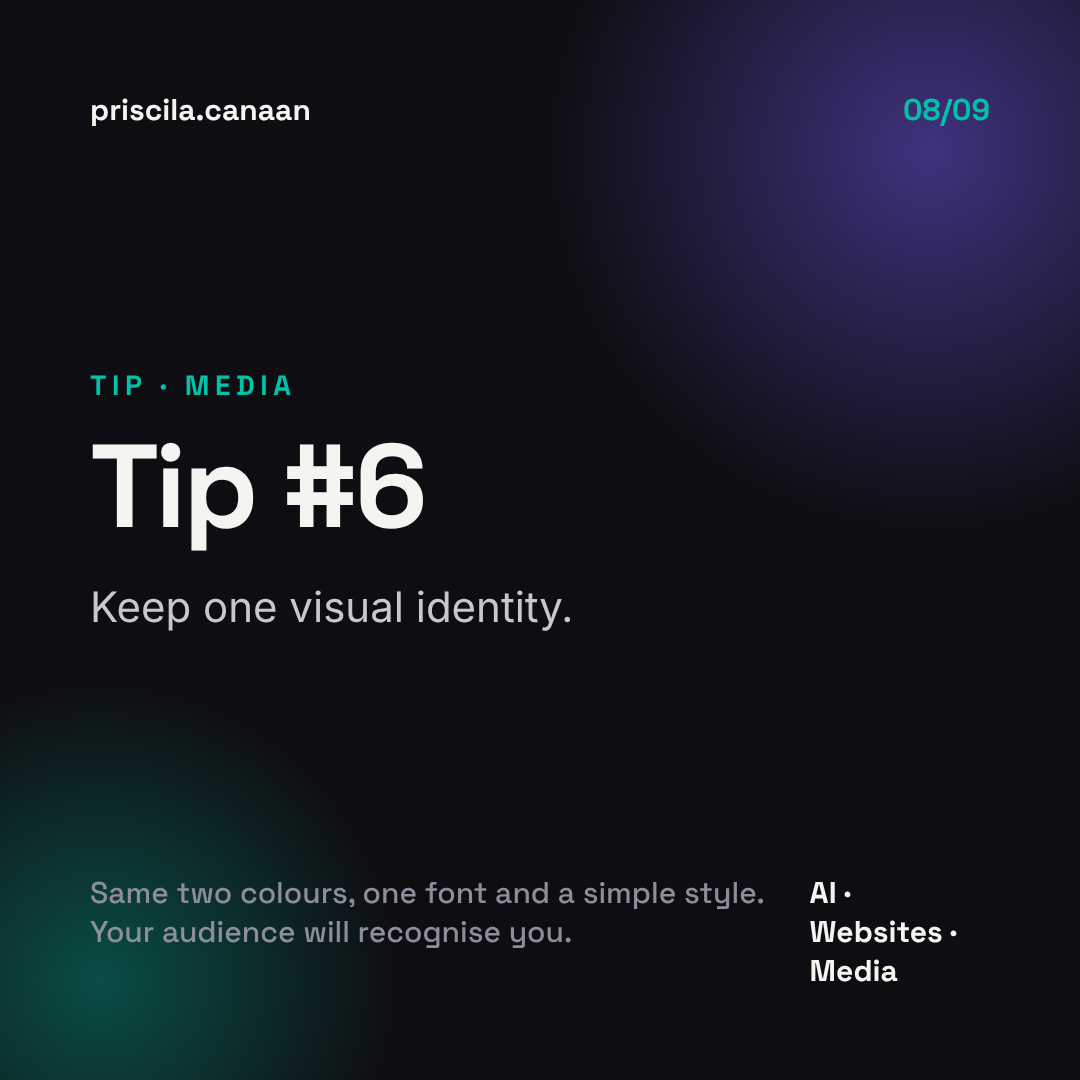 priscila.canaan
08/09
TIP · MEDIA
Tip #6
Keep one visual identity.
Same two colours, one font and a simple style.
Your audience will recognise you.
AI ·
Websites ·
Media